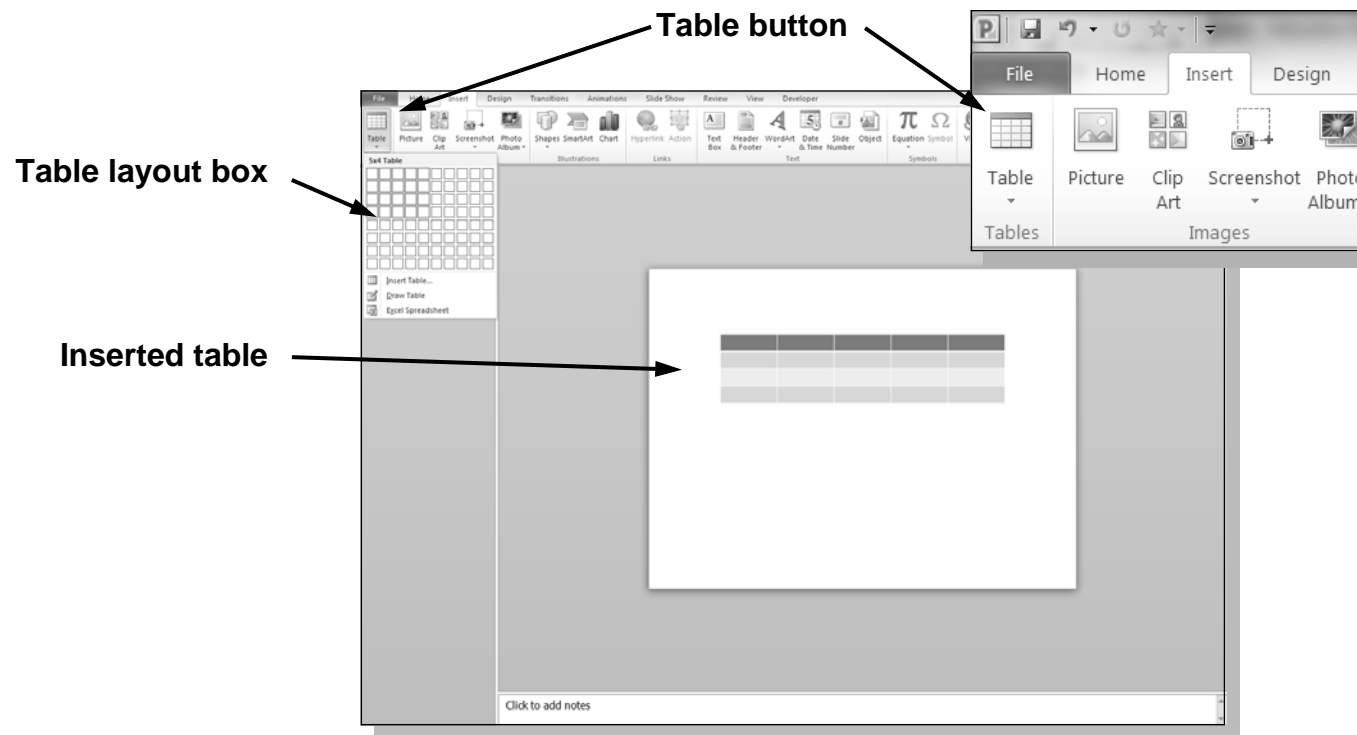 Table button
File Home Insert Design
Table Picture Clip Art Screenshot Photo Album
Tables Images
File Home Insert Design Transitions Animations Slide Show Review View Developer
Table Picture Clip Art Screenshot Photo Album Shapes SmartArt Chart Hyperlink Action Text Box Header & Footer WordArt Date & Time Slide Number Object Equation Symbol
Illustrations Links Text Symbols
Table layout box
5x4 Table
Insert Table...
Draw Table
Excel Spreadsheet
Inserted table
Click to add notes